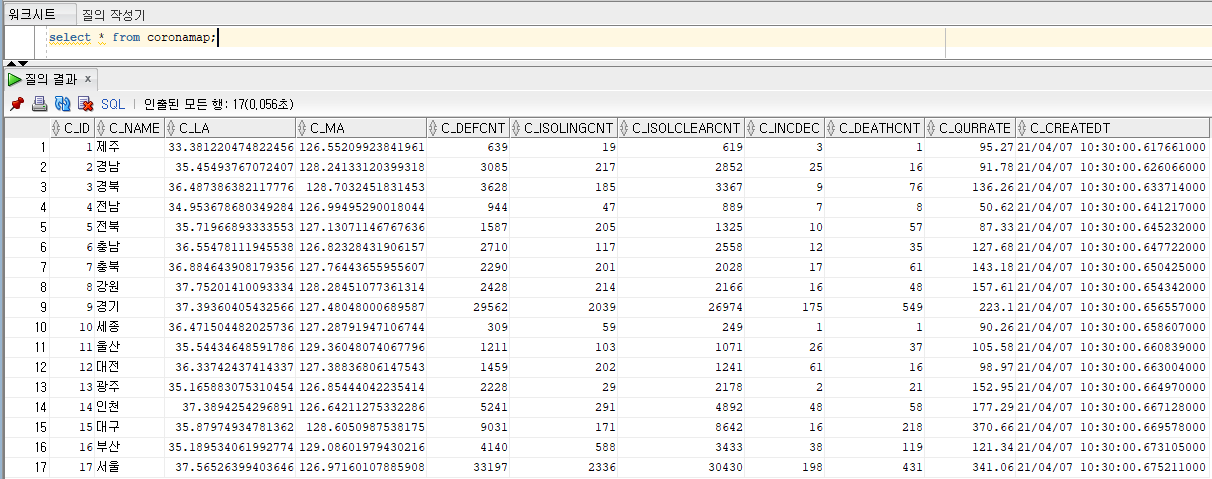 워크시트 질의 작성기
select * from coronamap;
질의 결과 x
SQL | 인출된 모든 행: 17(0,056초)
C_ID C_NAME C_LA C_MA C_DEFCNT C_ISOLINGCNT C_ISOLCLEARCNT C_INCDEC C_DEATHCNT C_QURRATE C_CREATEDT
1 1 제주 33.381220474822456 126.55209923841961 639 19 619 3 1 95.27 21/04/07 10:30:00.617661000
2 2 경남 35.45493767072407 128.24133120399318 3085 217 2852 25 16 91.78 21/04/07 10:30:00.626066000
3 3 경북 36.487386382117776 128.7032451831453 3628 185 3367 9 76 136.26 21/04/07 10:30:00.633714000
4 4 전남 34.953678680349284 126.99495290018044 944 47 889 7 8 50.62 21/04/07 10:30:00.641217000
5 5 전북 35.71966893333553 127.13071146767636 1587 205 1325 10 57 87.33 21/04/07 10:30:00.645232000
6 6 충남 36.55478111945538 126.82328431906157 2710 117 2558 12 35 127.68 21/04/07 10:30:00.647722000
7 7 충북 36.884643908179356 127.76443655955607 2290 201 2028 17 61 143.18 21/04/07 10:30:00.650425000
8 8 강원 37.75201410093334 128.28451077361314 2428 214 2166 16 48 157.61 21/04/07 10:30:00.654342000
9 9 경기 37.39360405432566 127.48048000689587 29562 2039 26974 175 549 223.1 21/04/07 10:30:00.656557000
10 10 세종 36.471504482025736 127.28791947106744 309 59 249 1 1 90.26 21/04/07 10:30:00.658607000
11 11 울산 35.54434648591786 129.36048074067796 1211 103 1071 26 37 105.58 21/04/07 10:30:00.660839000
12 12 대전 36.33742437414337 127.38836806147543 1459 202 1241 61 16 98.97 21/04/07 10:30:00.663004000
13 13 광주 35.165883075310454 126.85444042235414 2228 29 2178 2 21 152.95 21/04/07 10:30:00.664970000
14 14 인천 37.3894254296891 126.64211275332286 5241 291 4892 48 58 177.29 21/04/07 10:30:00.667128000
15 15 대구 35.87974934781362 128.6050987538175 9031 171 8642 16 218 370.66 21/04/07 10:30:00.669578000
16 16 부산 35.189534061992774 129.08601979430216 4140 588 3433 38 119 121.34 21/04/07 10:30:00.673105000
17 17 서울 37.56526399403646 126.97160107885908 33197 2336 30430 198 431 341.06 21/04/07 10:30:00.675211000